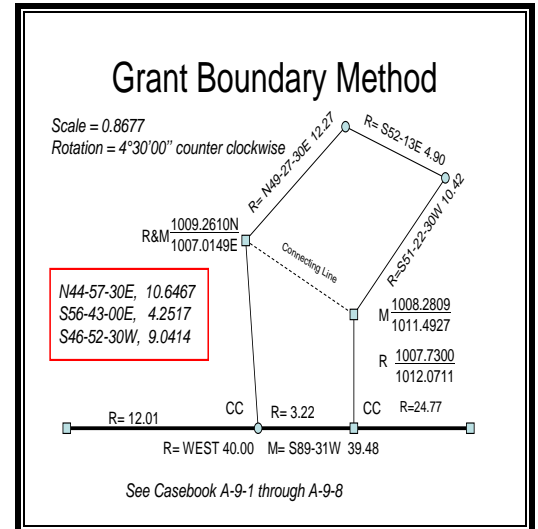 Grant Boundary Method
Scale = 0.8677
Rotation = 4°30'00" counter clockwise
R= N49-27-30E 12.27
R= S52-13E 4.90
R=S51-22-30W 10.42
R&M 1009.2610N
1007.0149E
Connecting Line
N44-57-30E, 10.6467
S56-43-00E, 4.2517
S46-52-30W, 9.0414
M 1008.2809
1011.4927
R 1007.7300
1012.0711
R= 12.01
CC
R= 3.22
CC
R=24.77
R= WEST 40.00 M= S89-31W 39.48
See Casebook A-9-1 through A-9-8